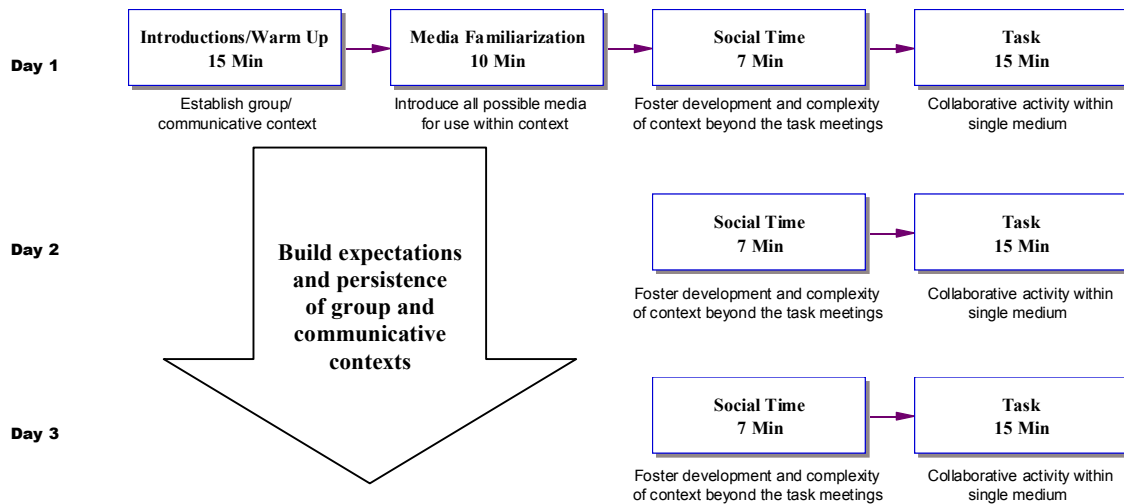 Day 1
Introductions/Warm Up
15 Min
Establish group/
communicative context
Media Familiarization
10 Min
Introduce all possible media
for use within context
Social Time
7 Min
Foster development and complexity
of context beyond the task meetings
Task
15 Min
Collaborative activity within
single medium
Build expectations
and persistence
of group and
communicative
contexts
Day 2
Social Time
7 Min
Foster development and complexity
of context beyond the task meetings
Task
15 Min
Collaborative activity within
single medium
Day 3
Social Time
7 Min
Foster development and complexity
of context beyond the task meetings
Task
15 Min
Collaborative activity within
single medium